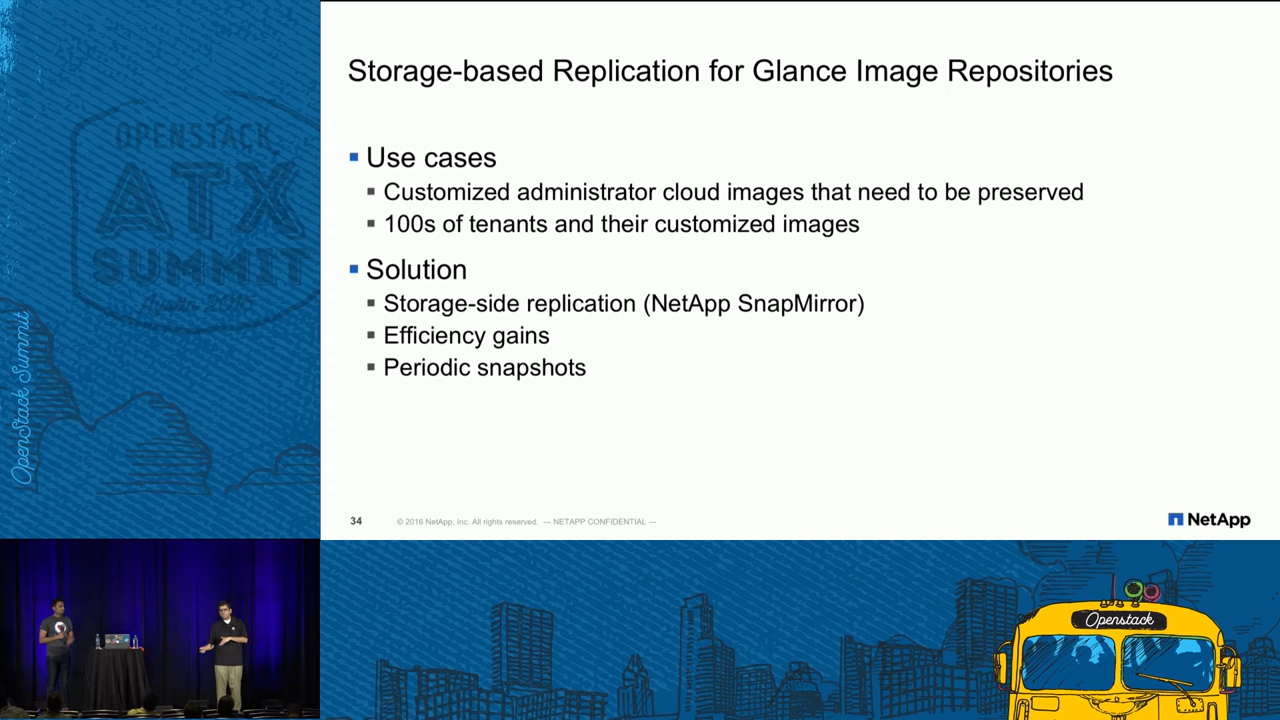 OPENSTACK
ATX
SUMMIT
Austin 2016
OpenStack Summit
Storage-based Replication for Glance Image Repositories
Use cases
Customized administrator cloud images that need to be preserved
100s of tenants and their customized images
Solution
Storage-side replication (NetApp SnapMirror)
Efficiency gains
Periodic snapshots
34
© 2016 NetApp, Inc. All rights reserved. — NETAPP CONFIDENTIAL —
NetApp
Openstack